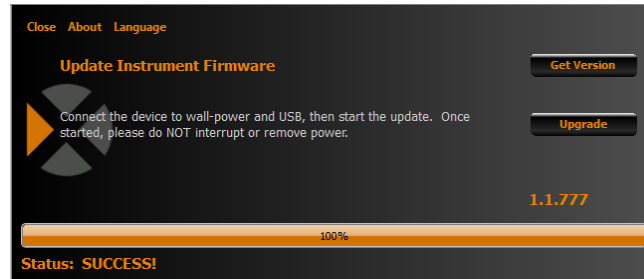 Close About Language
Update Instrument Firmware
Get Version
Connect the device to wall-power and USB, then start the update. Once
started, please do NOT interrupt or remove power.
Upgrade
1.1.777
100%
Status: SUCCESS!